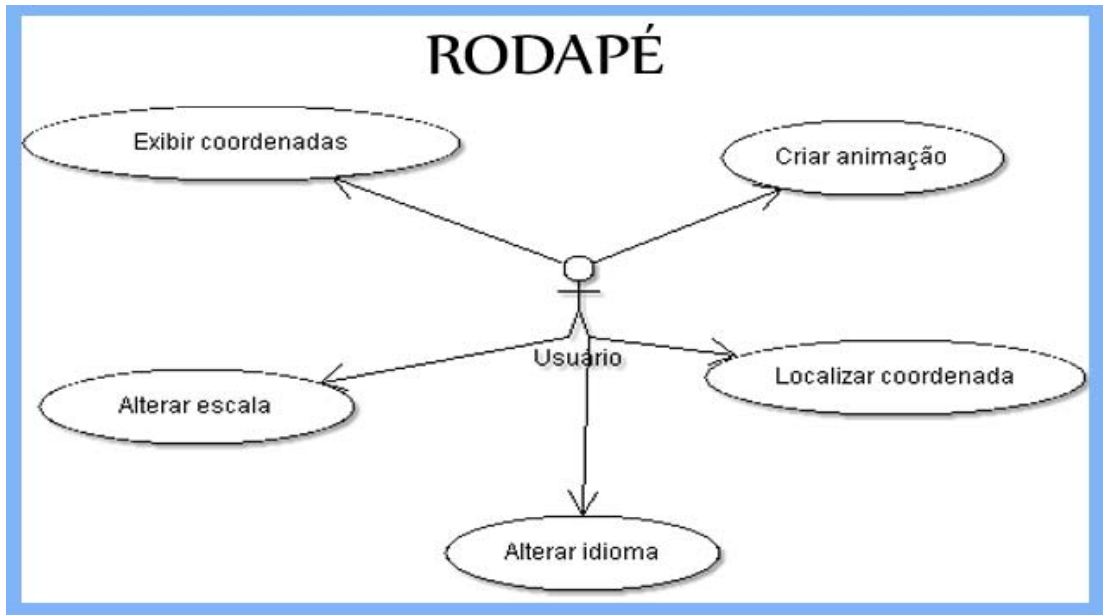 RODAPÉ
Exibir coordenadas
Criar animação
Usuário
Alterar escala
Localizar coordenada
Alterar idioma